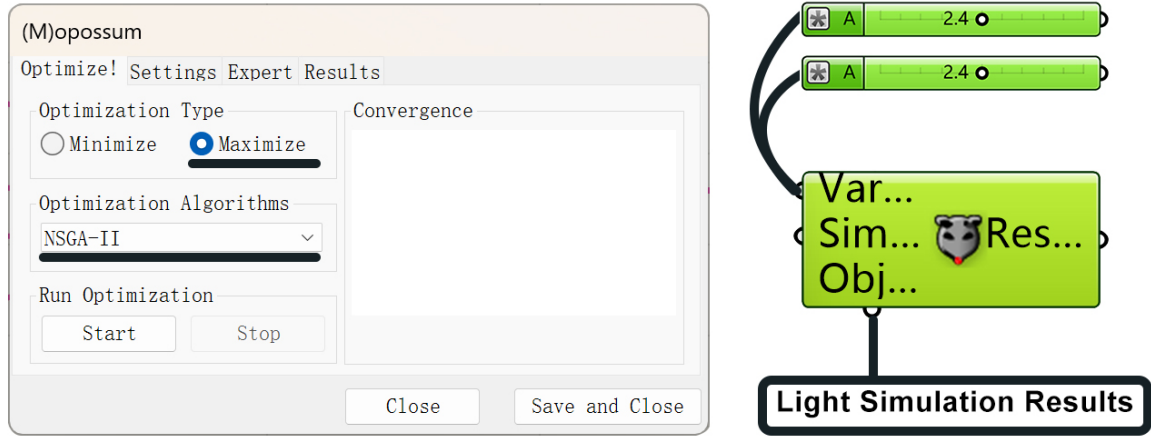 (M)opossum
Optimize! Settings Expert Results
Optimization Type
Minimize Maximize
Optimization Algorithms
NSGA-II
Run Optimization
Start Stop
Convergence
Close Save and Close
A 2.4
A 2.4
Var...
Sim... Res...
Obj...
Light Simulation Results